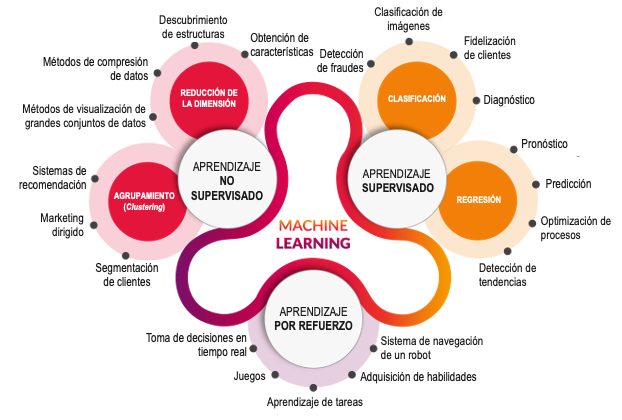 Descubrimiento
de estructuras
Obtención de
características
Métodos de compresión
de datos
Métodos de visualización de
grandes conjuntos de datos
REDUCCIÓN DE
LA DIMENSIÓN
Sistemas de
recomendación
Marketing
dirigido
Segmentación
de clientes
AGRUPAMIENTO
(Clustering)
APRENDIZAJE
NO
SUPERVISADO
Clasificación de
imágenes
Fidelización
de clientes
Detección
de fraudes
Diagnóstico
CLASIFICACIÓN
APRENDIZAJE
SUPERVISADO
Pronóstico
Predicción
Optimización de
procesos
Detección de
tendencias
REGRESIÓN
MACHINE
LEARNING
APRENDIZAJE
POR REFUERZO
Toma de decisiones en
tiempo real
Juegos
Aprendizaje de tareas
Adquisición de habilidades
Sistema de navegación
de un robot